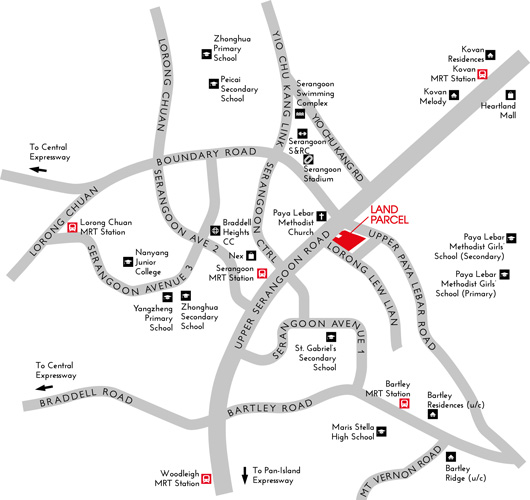 Zhonghua
Primary
School
Peicai
Secondary
School
LORONG CHUAN
YIO CHU KANG LINK
Serangoon
Swimming
Complex
Serangoon
S&RC
Serangoon
Stadium
YIO CHU KANG RD
Kovan
Residences
Kovan
MRT Station
Kovan
Melody
Heartland
Mall
To Central
Expressway
BOUNDARY ROAD
LORONG CHUAN
Lorong Chuan
MRT Station
SERANGOON AVE 2
SERANGOON CTRL
Braddell
Heights
CC
Paya Lebar
Methodist
Church
LAND
PARCEL
Nex
Serangoon
MRT Station
Nanyang
Junior
College
SERANGOON AVENUE 3
Yangzheng
Primary
School
Zhonghua
Secondary
School
UPPER SERANGOON ROAD
LORONG LEW LIAN
UPPER PAYA LEBAR ROAD
Paya Lebar
Methodist Girls'
School (Secondary)
Paya Lebar
Methodist Girls'
School (Primary)
SERANGOON AVENUE 1
St. Gabriel's
Secondary
School
To Central
Expressway
BRADDELL ROAD
BARTLEY ROAD
Bartley
MRT Station
Bartley
Residences (u/c)
Maris Stella
High School
MT VERNON ROAD
Bartley
Ridge (u/c)
Woodleigh
MRT Station
To Pan-Island
Expressway